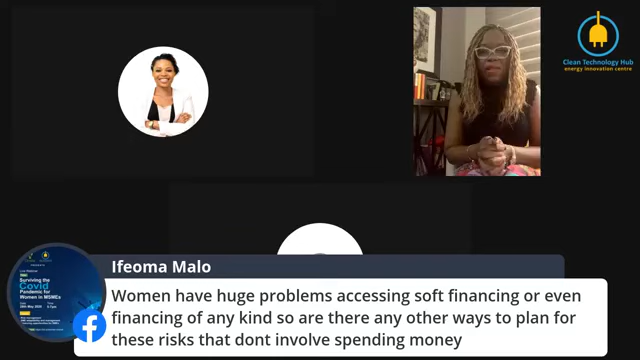 Clean Technology Hub
energy innovation centre
Surviving the
Covid
Pandemic for
Women in MSMEs
Ifeoma Malo
Women have huge problems accessing soft financing or even
financing of any kind so are there any other ways to plan for
these risks that dont involve spending money